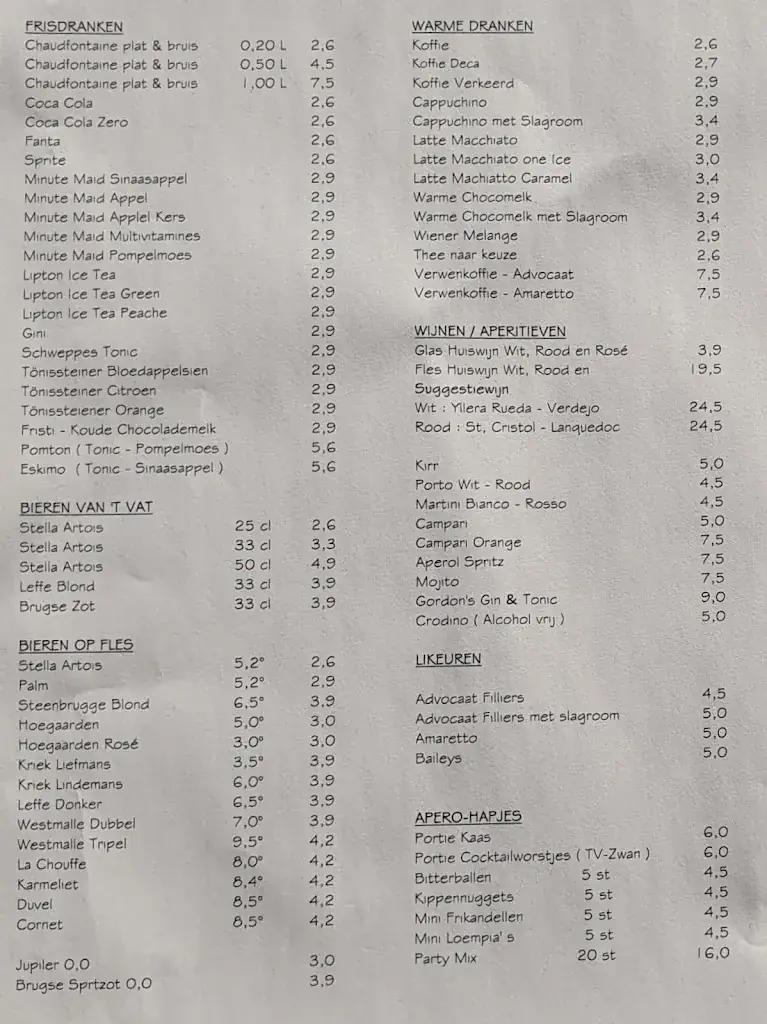 FRISDRANKEN
Chaudfontaine plat & bruis 0,20 L 2,6
Chaudfontaine plat & bruis 0,50 L 4,5
Chaudfontaine plat & bruis 1,00 L 7,5
Coca Cola 2,6
Coca Cola Zero 2,6
Fanta 2,6
Sprite 2,6
Minute Maid Sinaasappel 2,9
Minute Maid Appel 2,9
Minute Maid Applel Kers 2,9
Minute Maid Multivitamines 2,9
Minute Maid Pompelmoes 2,9
Lipton Ice Tea 2,9
Lipton Ice Tea Green 2,9
Lipton Ice Tea Peache 2,9
Gini 2,9
Schweppes Tonic 2,9
Tönissteiner Bloedappelsien 2,9
Tönissteiner Citroen 2,9
Tönissteiener Orange 2,9
Fristi - Koude Chocolademelk 2,9
Pomton ( Tonic - Pompelmoes ) 5,6
Eskimo ( Tonic - Sinaasappel ) 5,6
BIEREN VAN 'T VAT
Stella Artois 25 cl 2,6
Stella Artois 33 cl 3,3
Stella Artois 50 cl 4,9
Leffe Blond 33 cl 3,9
Brugse Zot 33 cl 3,9
BIEREN OP FLES
Stella Artois 5,2° 2,6
Palm 5,2° 2,9
Steenbrugge Blond 6,5° 3,9
Hoegaarden 5,0° 3,0
Hoegaarden Rosé 3,0° 3,0
Kriek Liefmans 3,5° 3,9
Kriek Lindemans 6,0° 3,9
Leffe Donker 6,5° 3,9
Westmalle Dubbel 7,0° 3,9
Westmalle Tripel 9,5° 4,2
La Chouffe 8,0° 4,2
Karmeliet 8,4° 4,2
Duvel 8,5° 4,2
Cornet 8,5° 4,2
Jupiler 0,0 3,0
Brugse Sprtzot 0,0 3,9
WARME DRANKEN
Koffie 2,6
Koffie Deca 2,7
Koffie Verkeerd 2,9
Cappuchino 2,9
Cappuchino met Slagroom 3,4
Latte Macchiato 2,9
Latte Macchiato one Ice 3,0
Latte Machiatto Caramel 3,4
Warme Chocomelk 2,9
Warme Chocomelk met Slagroom 3,4
Wiener Melange 2,9
Thee naar keuze 2,6
Verwenkoffie - Advocaat 7,5
Verwenkoffie - Amaretto 7,5
WIJNEN / APERITIEVEN
Glas Huiswijn Wit, Rood en Rosé 3,9
Fles Huiswijn Wit, Rood en 19,5
Suggestiewijn
Wit : Yllera Rueda - Verdejo 24,5
Rood : St, Cristol - Lanquedoc 24,5
Kirr 5,0
Porto Wit - Rood 4,5
Martini Bianco - Rosso 4,5
Campari 5,0
Campari Orange 7,5
Aperol Spritz 7,5
Mojito 7,5
Gordon's Gin & Tonic 9,0
Crodino ( Alcohol vrij ) 5,0
LIKEUREN
Advocaat Filliers 4,5
Advocaat Filliers met slagroom 5,0
Amaretto 5,0
Baileys 5,0
APERO-HAPJES
Portie Kaas 6,0
Portie Cocktailworstjes ( TV-Zwan ) 6,0
Bitterballen 5 st 4,5
Kippennuggets 5 st 4,5
Mini Frikandellen 5 st 4,5
Mini Loempia' s 5 st 4,5
Party Mix 20 st 16,0